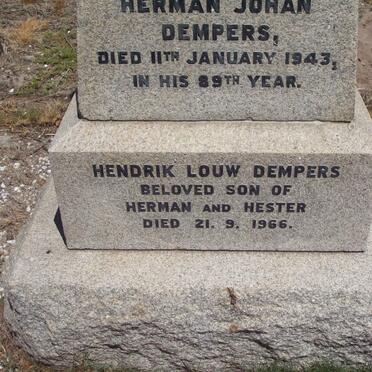 HERMAN JOHAN
DEMPERS,
DIED 11TH JANUARY 1943,
IN HIS 89TH YEAR.
HENDRIK LOUW DEMPERS
BELOVED SON OF
HERMAN AND HESTER
DIED 21. 9. 1966.